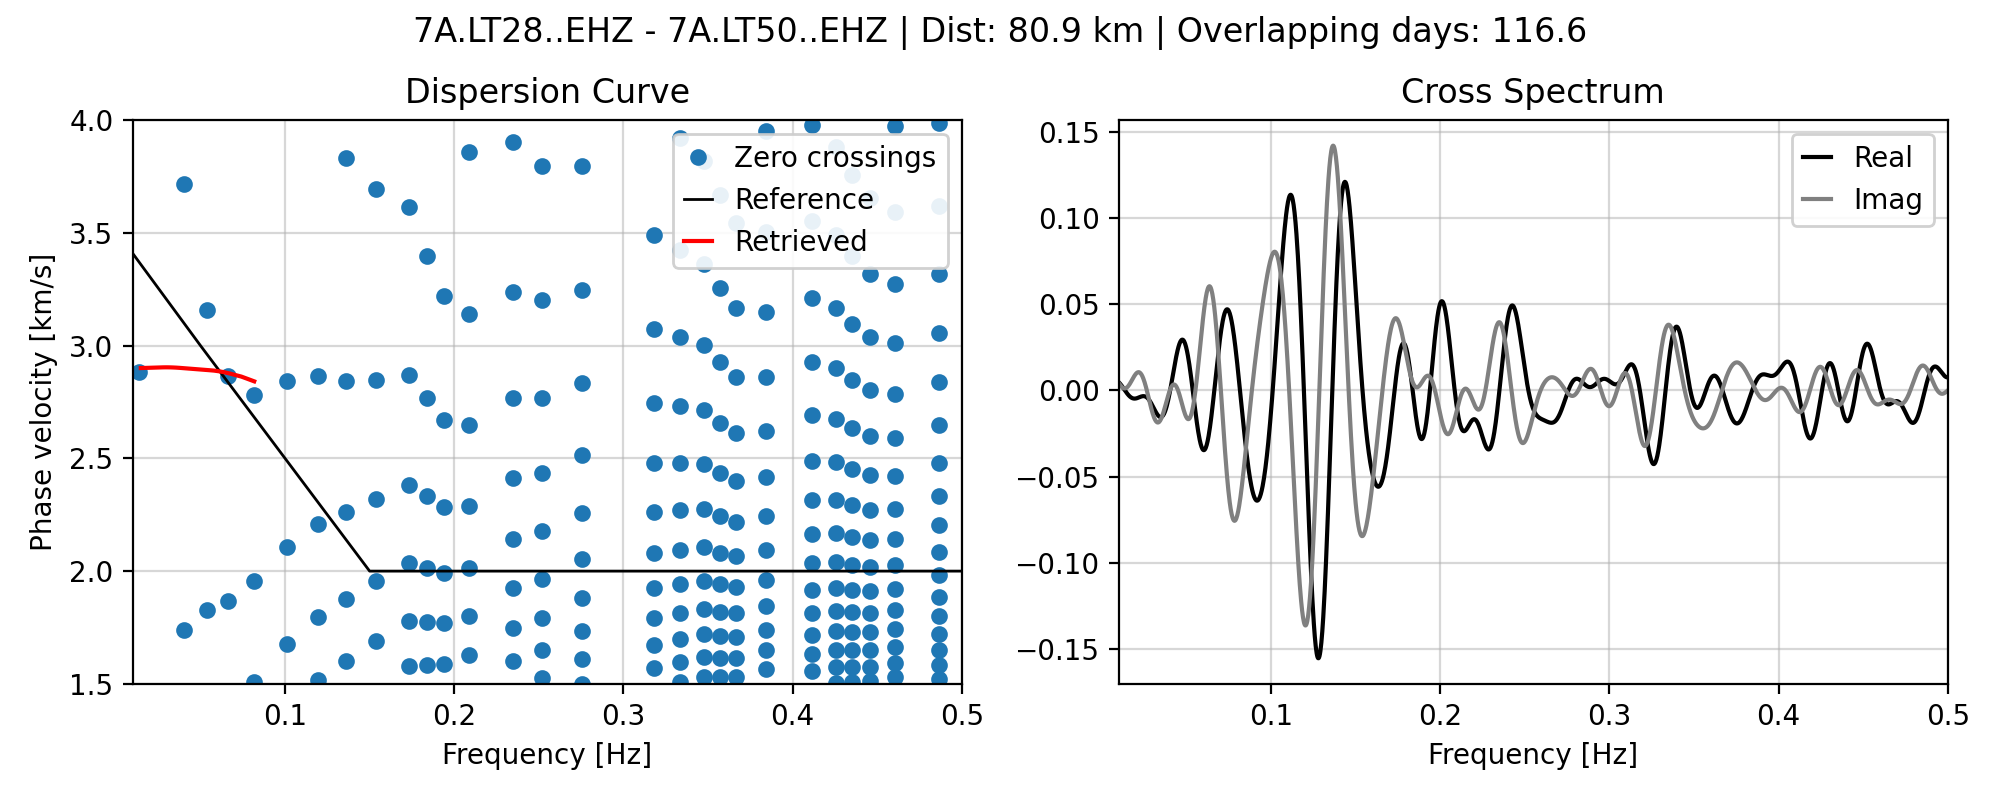 7A.LT28..EHZ - 7A.LT50..EHZ | Dist: 80.9 km | Overlapping days: 116.6
Dispersion Curve
4.0
3.5
3.0
2.5
2.0
1.5
Phase velocity [km/s]
0.1
0.2
0.3
0.4
0.5
Frequency [Hz]
Zero crossings
Reference
Retrieved
Cross Spectrum
0.15
0.10
0.05
0.00
−0.05
−0.10
−0.15
0.1
0.2
0.3
0.4
0.5
Frequency [Hz]
Real
Imag